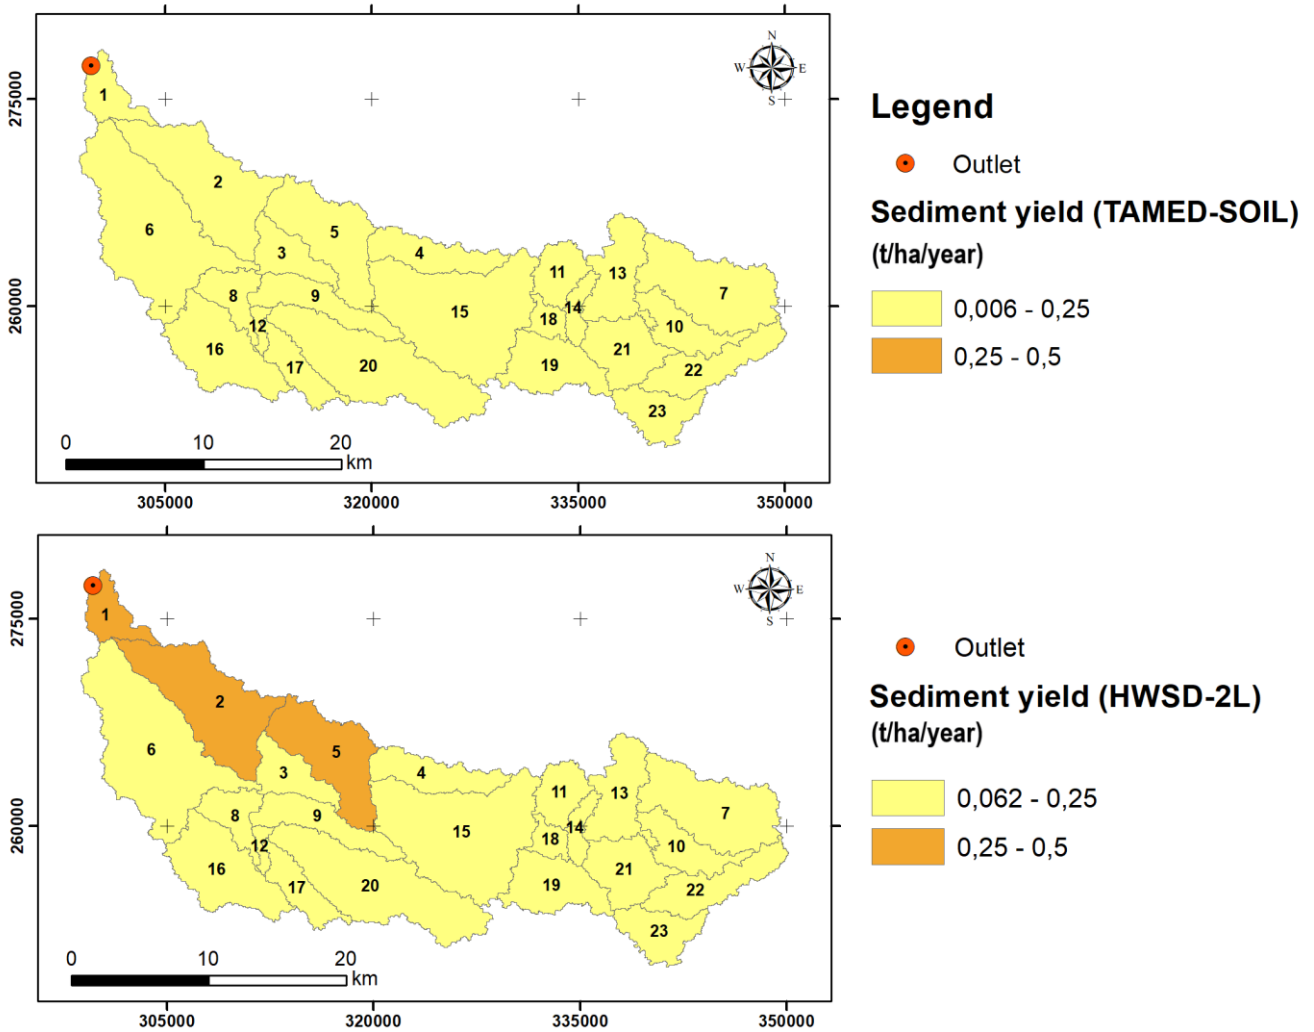 N
W E
S
275000
260000
1
2
6
5
3
4
11
13
7
8
9
15
14
10
12
18
16
17
20
19
21
22
23
0 10 20
km
305000 320000 335000 350000
Legend
Outlet
Sediment yield (TAMED-SOIL)
(t/ha/year)
0,006 - 0,25
0,25 - 0,5
N
W E
S
275000
260000
1
2
6
5
3
4
11
13
7
8
9
15
14
10
12
18
16
17
20
19
21
22
23
0 10 20
km
305000 320000 335000 350000
Outlet
Sediment yield (HWSD-2L)
(t/ha/year)
0,062 - 0,25
0,25 - 0,5